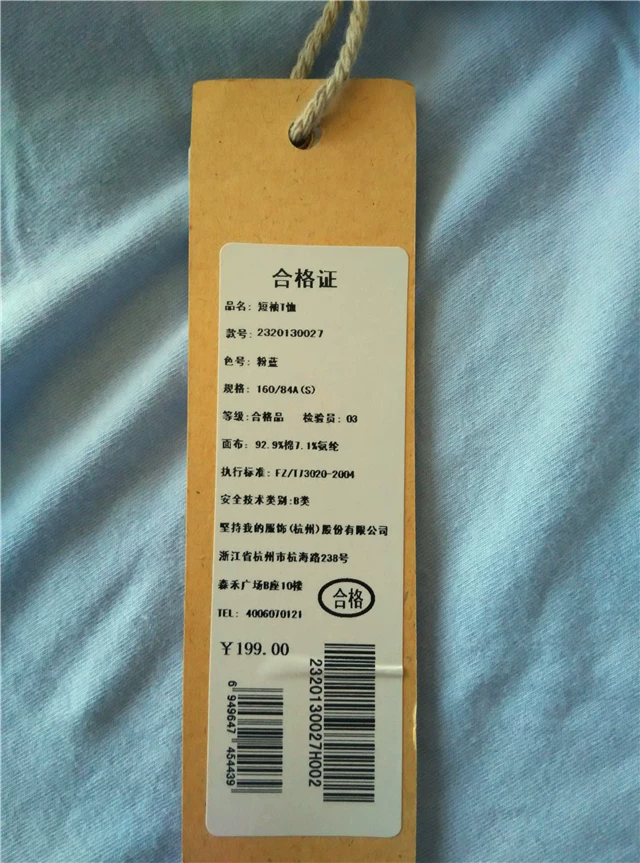 合格证
品名: 短袖T恤
款号: 2320130027
色号: 粉蓝
规格: 160/84A(S)
等级:合格品 检验员: 03
面布: 92.9%棉7.1%氨纶
执行标准: FZ/T73020-2004
安全技术类别:B类
坚持我的服饰(杭州)股份有限公司
浙江省杭州市杭海路238号
森禾广场B座10楼
合格
TEL: 4006070121
￥199.00
2320130027H002
6 949647 454439